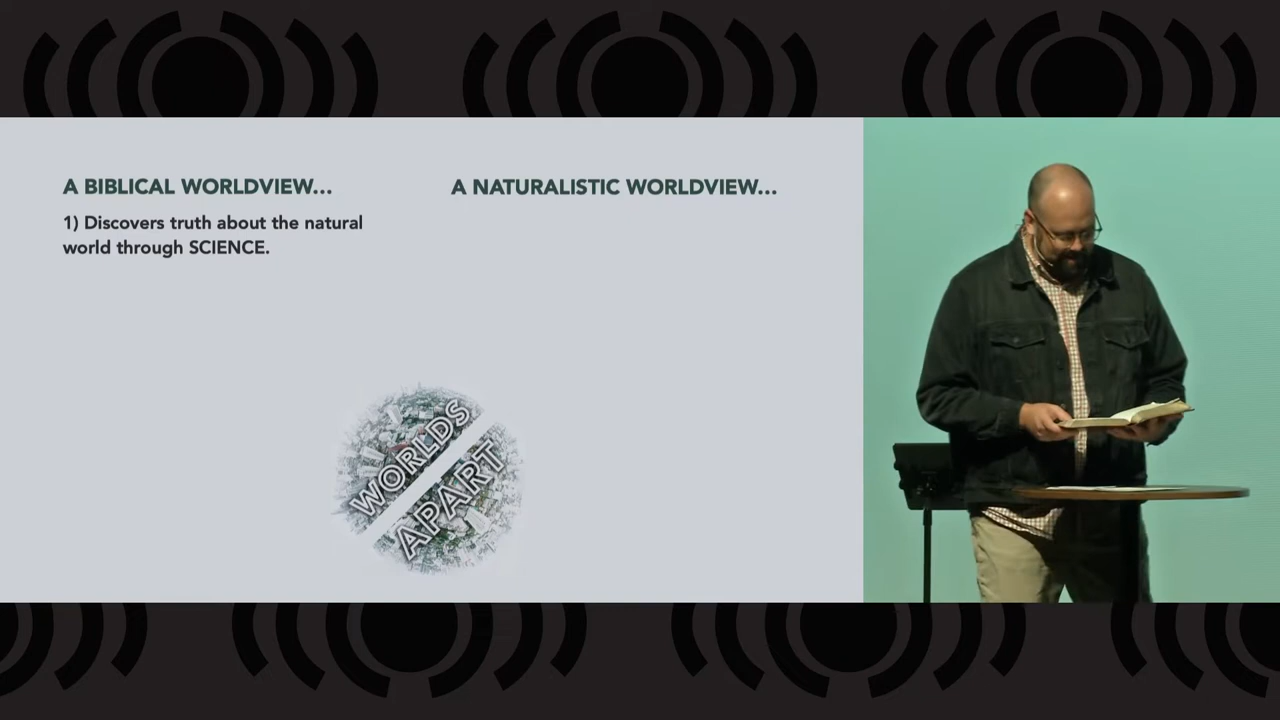 A BIBLICAL WORLDVIEW...
1) Discovers truth about the natural
world through SCIENCE.
A NATURALISTIC WORLDVIEW...
WORLDS
APART